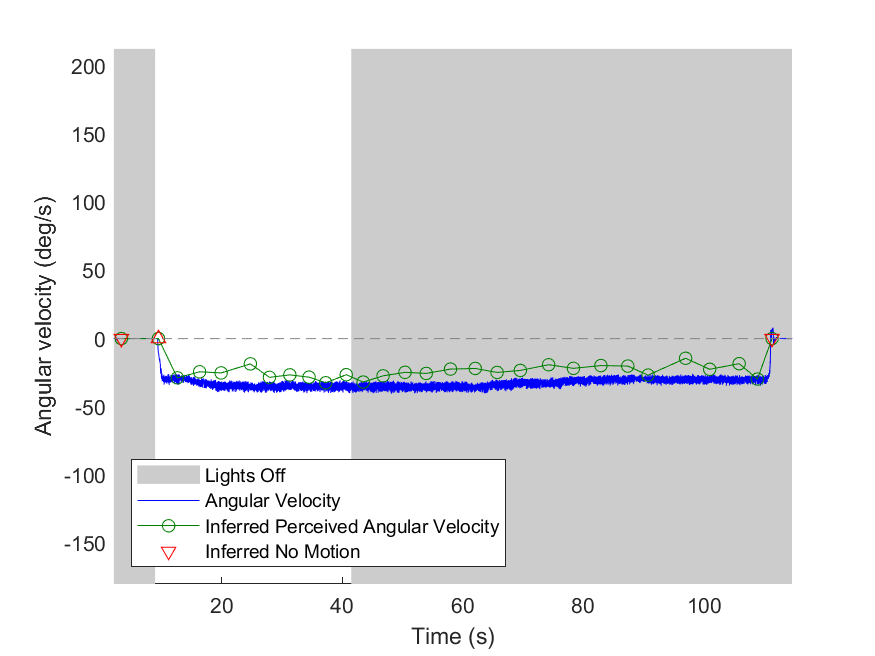 200
150
100
50
0
-50
-100
-150
Angular velocity (deg/s)
Lights Off
Angular Velocity
Inferred Perceived Angular Velocity
Inferred No Motion
20 40 60 80 100
Time (s)